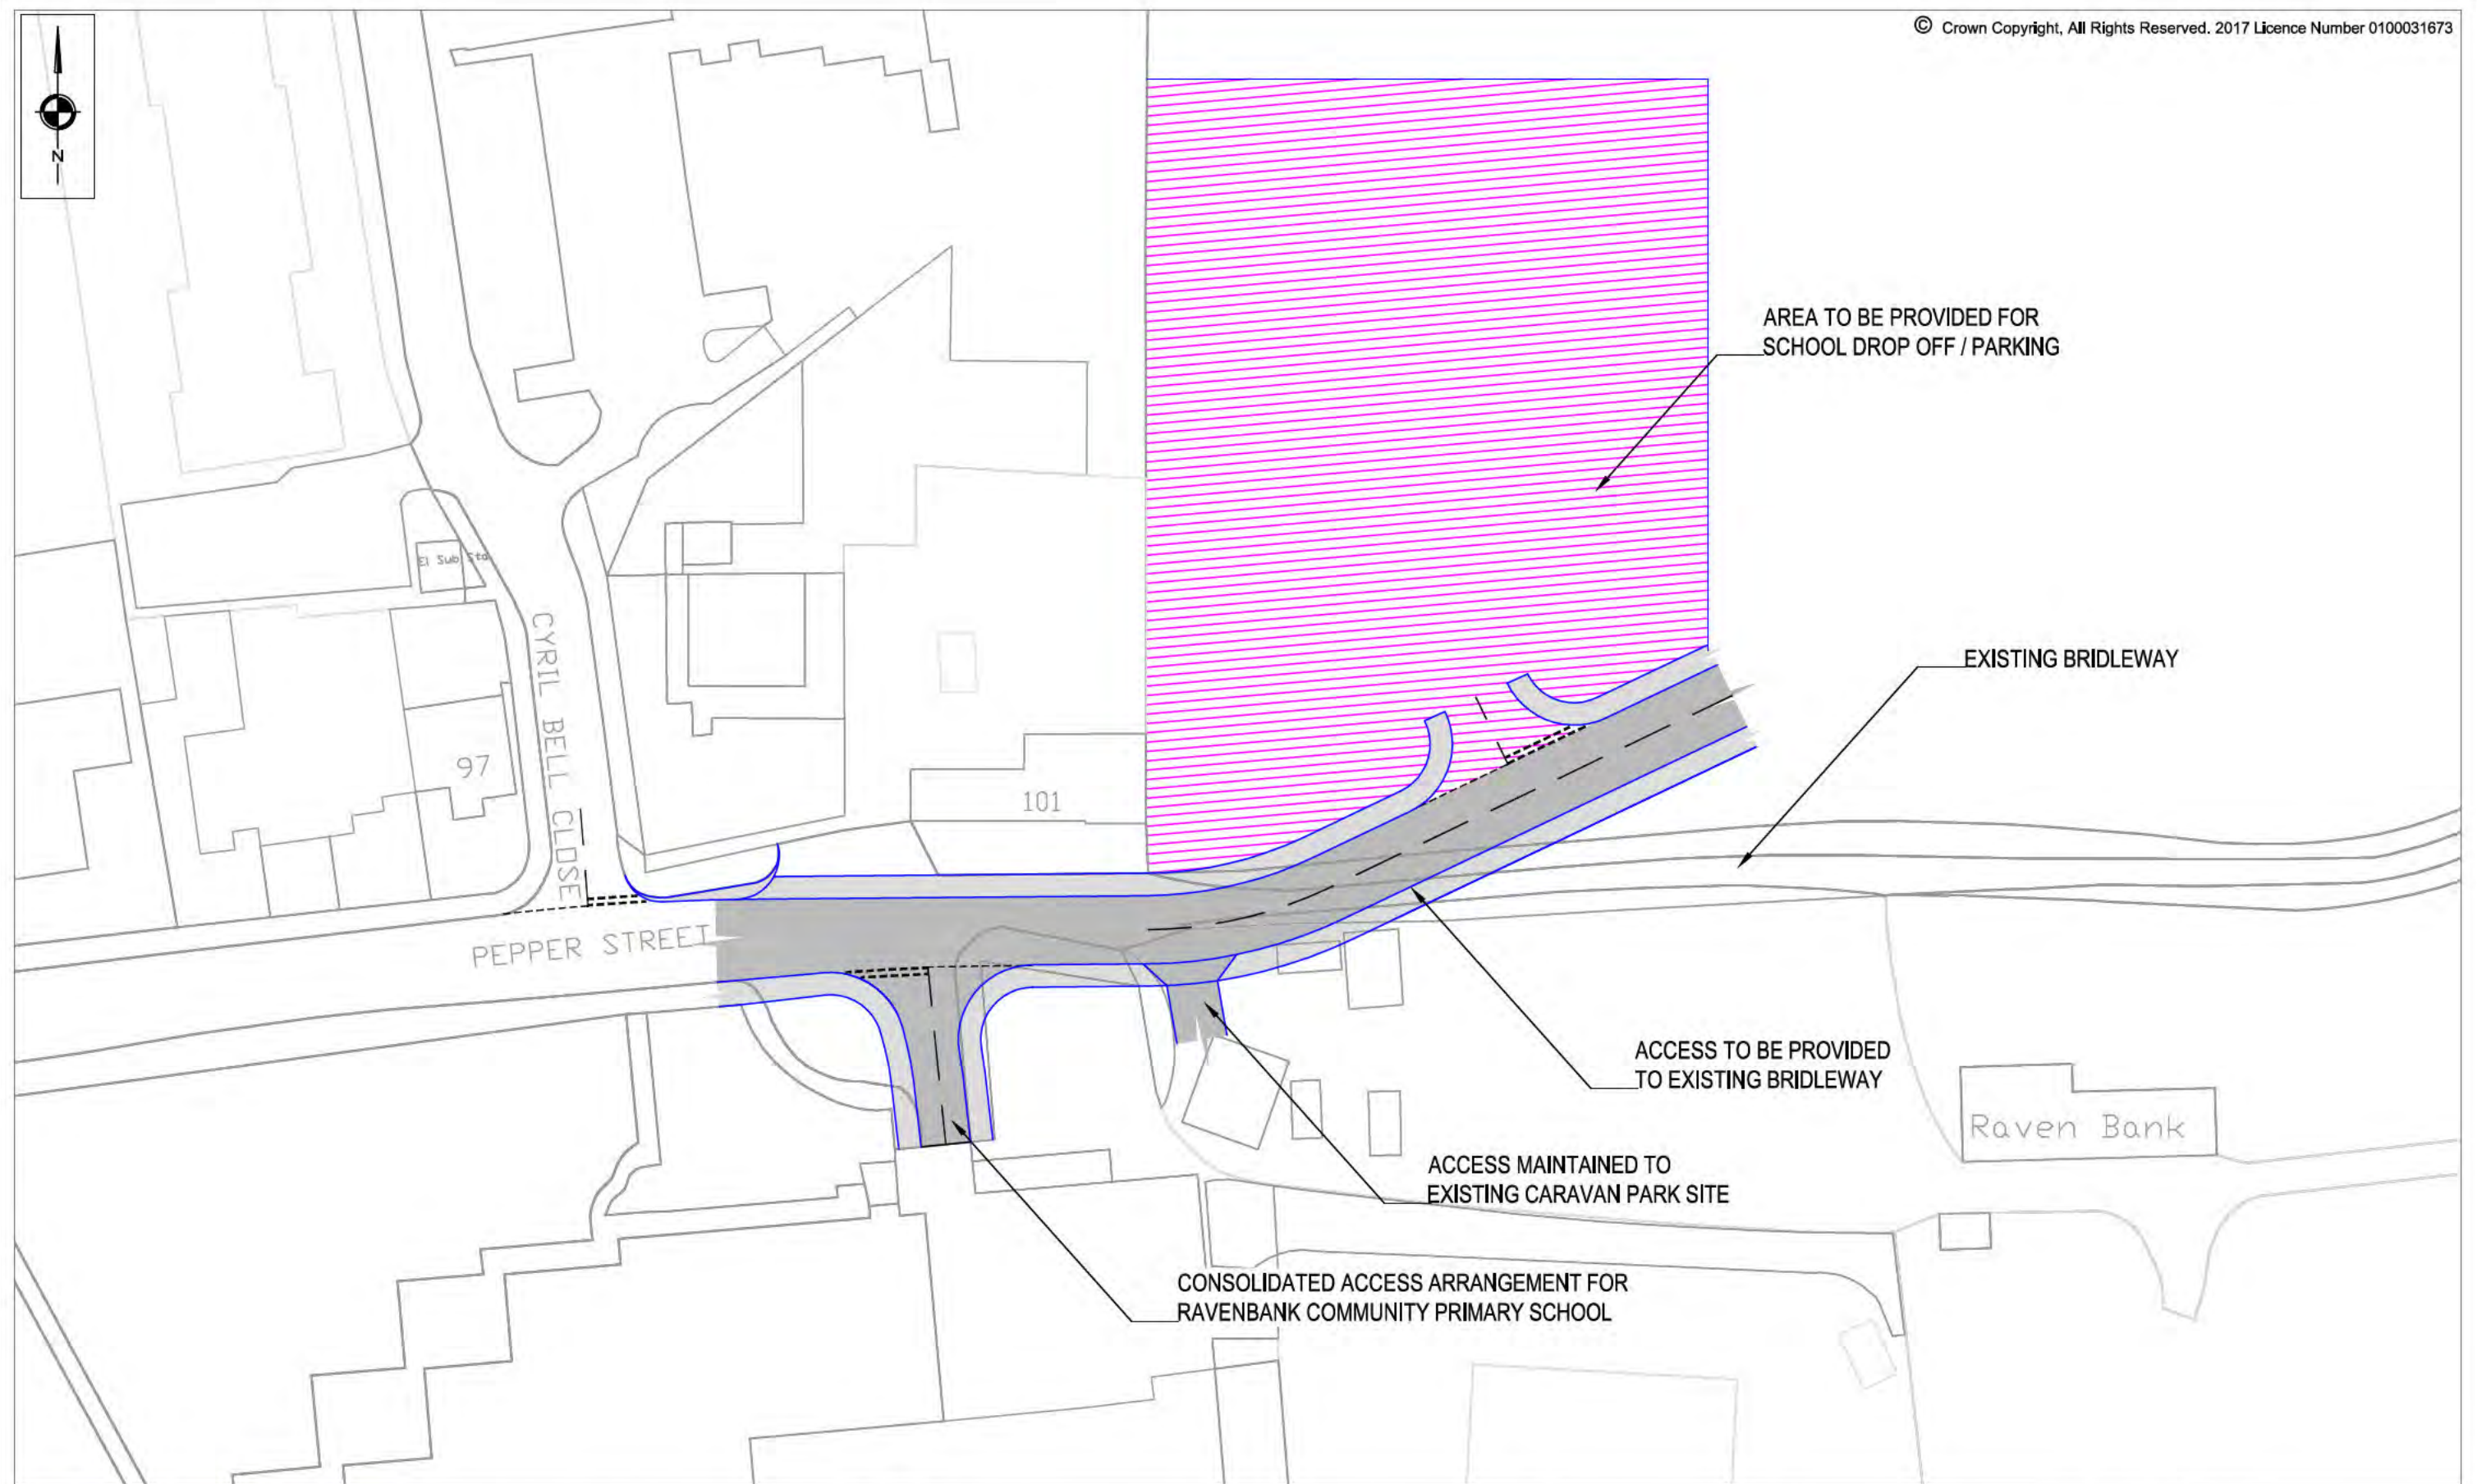 © Crown Copyright, All Rights Reserved. 2017 Licence Number 0100031673
N
AREA TO BE PROVIDED FOR
SCHOOL DROP OFF / PARKING
El Sub Sta
CYRIL BELL CLOSE
EXISTING BRIDLEWAY
97
101
PEPPER STREET
ACCESS TO BE PROVIDED
TO EXISTING BRIDLEWAY
Raven Bank
ACCESS MAINTAINED TO
EXISTING CARAVAN PARK SITE
CONSOLIDATED ACCESS ARRANGEMENT FOR
RAVENBANK COMMUNITY PRIMARY SCHOOL